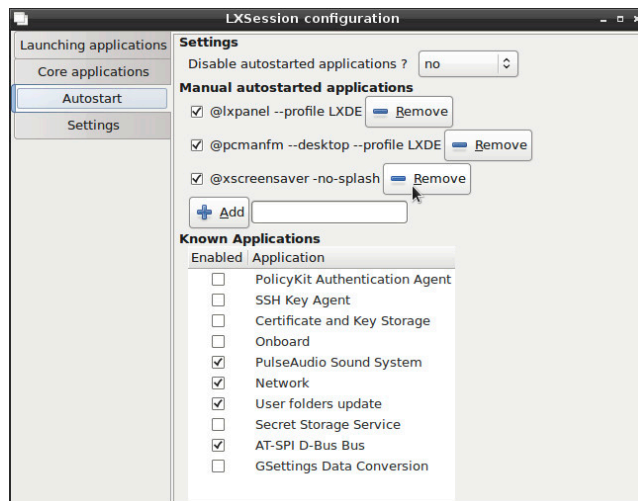 LXSession configuration
Launching applications
Core applications
Autostart
Settings
Settings
Disable autostarted applications ? no
Manual autostarted applications
@lxpanel --profile LXDE Remove
@pcmanfm --desktop --profile LXDE Remove
@xscreensaver -no-splash Remove
Add
Known Applications
Enabled Application
PolicyKit Authentication Agent
SSH Key Agent
Certificate and Key Storage
Onboard
PulseAudio Sound System
Network
User folders update
Secret Storage Service
AT-SPI D-Bus Bus
GSettings Data Conversion